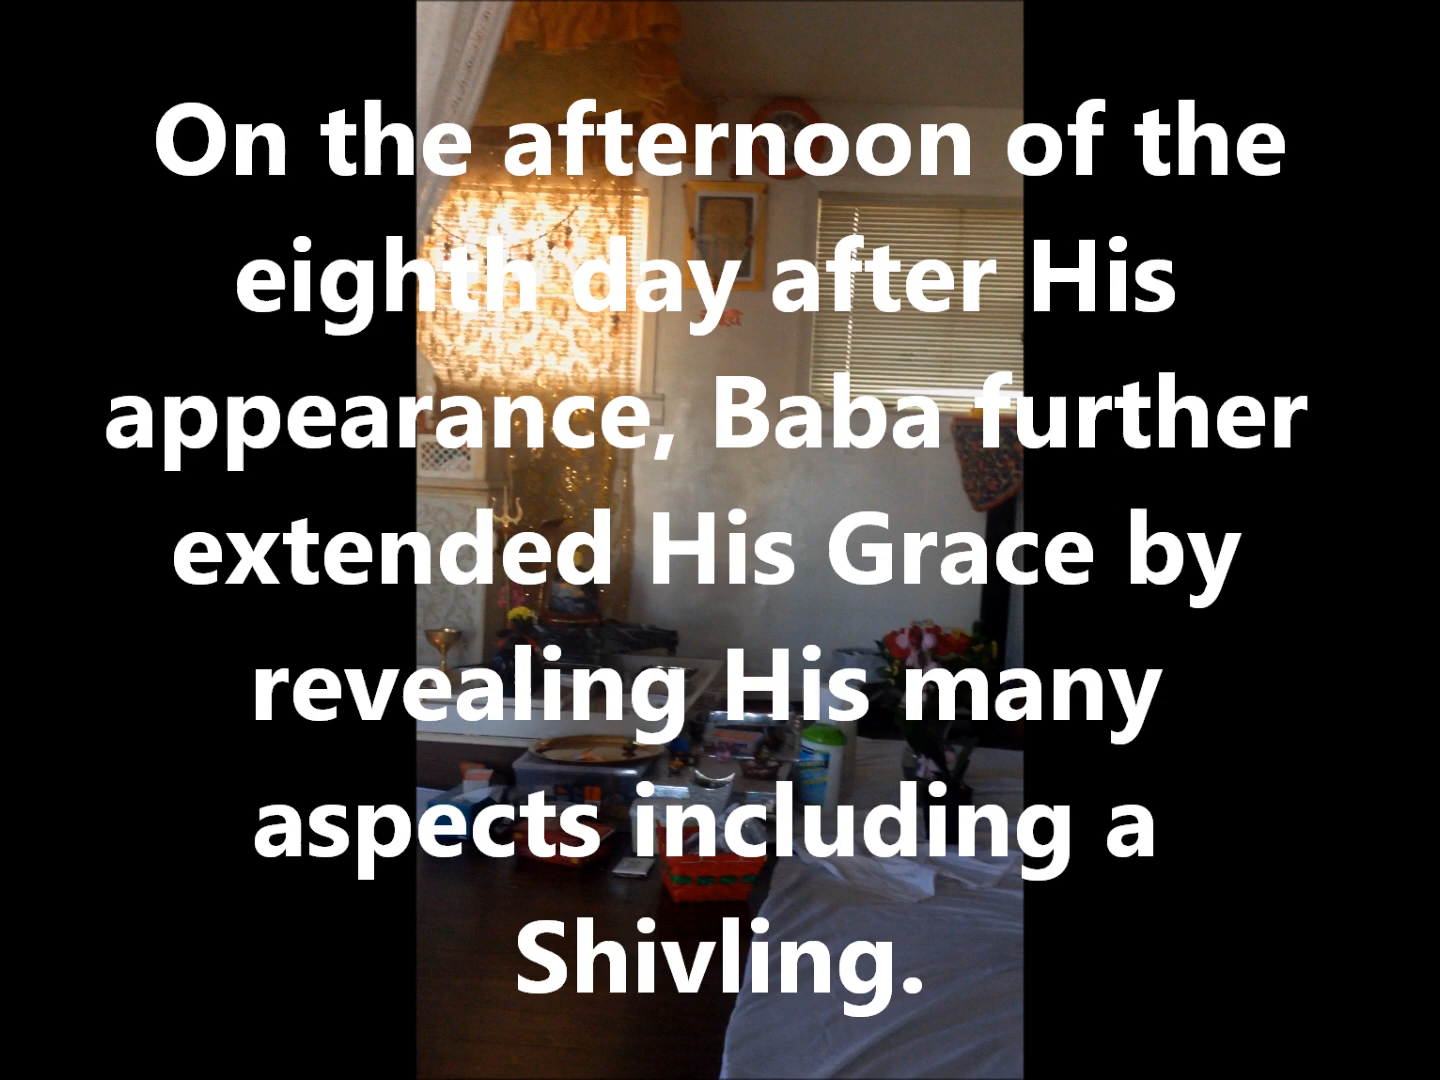 On the afternoon of the
eighth day after His
appearance, Baba further
extended His Grace by
revealing His many
aspects including a
Shivling.